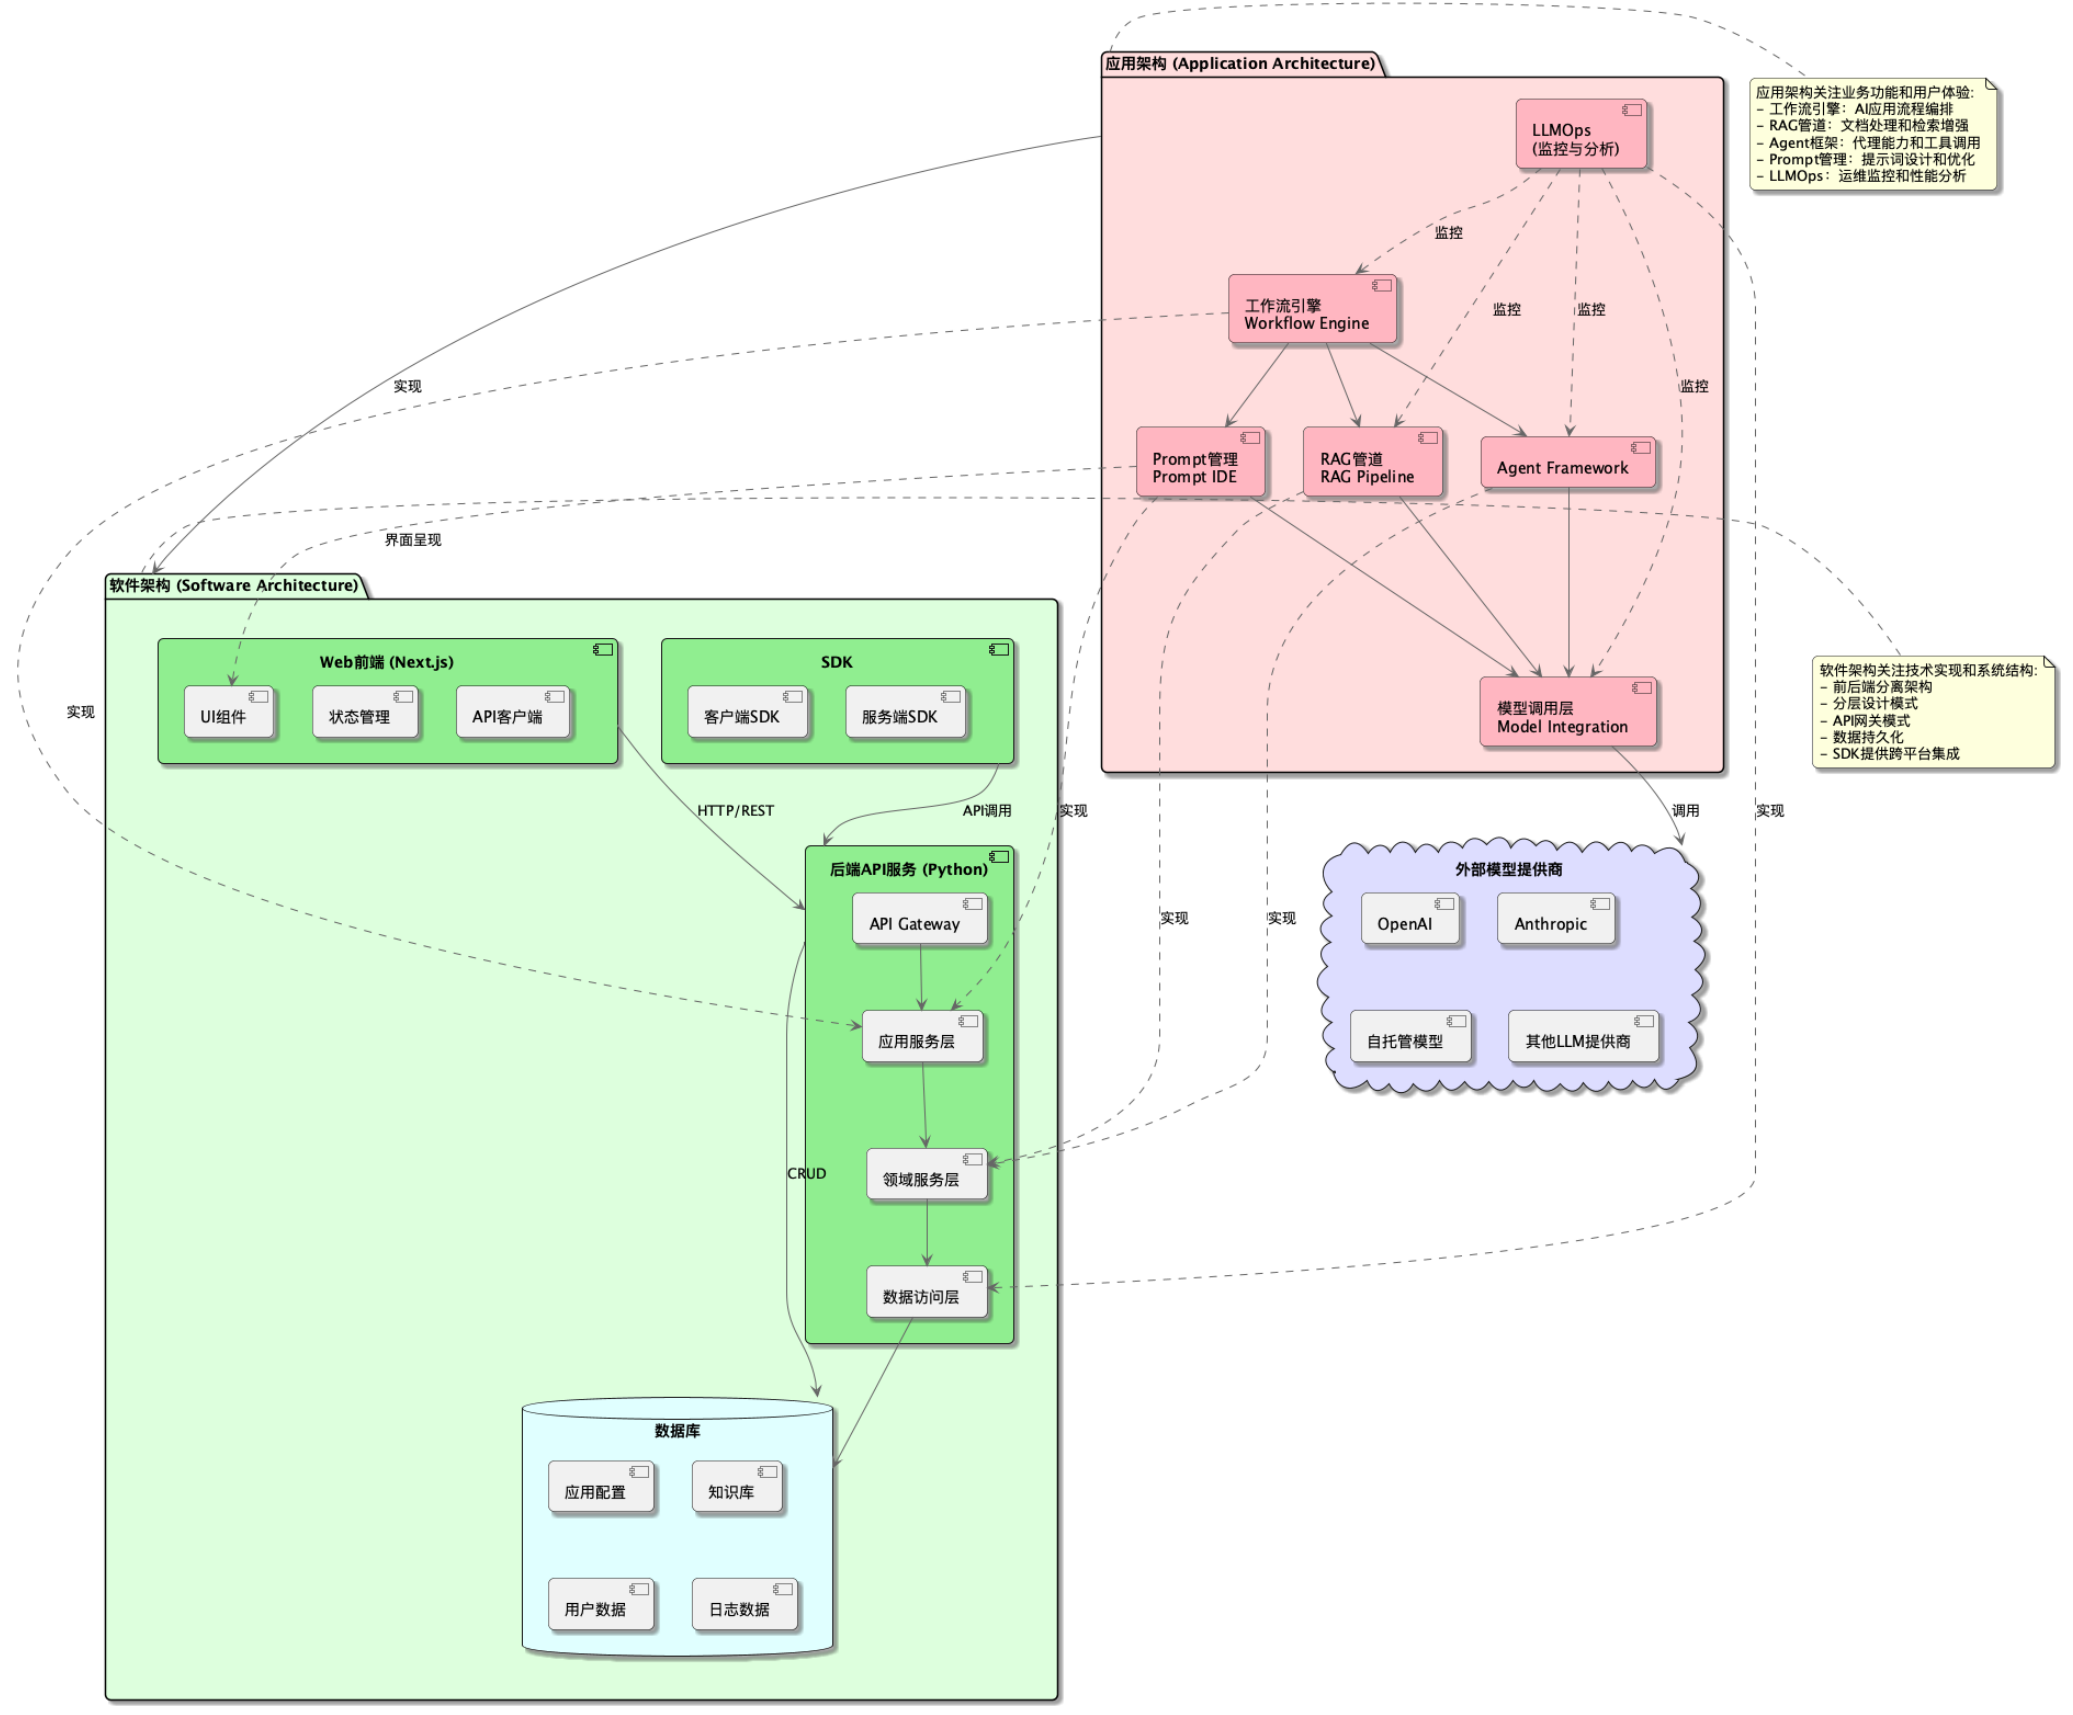 应用架构 (Application Architecture)
应用架构关注业务功能和用户体验:
- 工作流引擎：AI应用流程编排
- RAG管道：文档处理和检索增强
- Agent框架：代理能力和工具调用
- Prompt管理：提示词设计和优化
- LLMOps：运维监控和性能分析
LLMOps
(监控与分析)
监控
工作流引擎
Workflow Engine
监控
监控
实现
监控
Prompt管理
Prompt IDE
RAG管道
RAG Pipeline
Agent Framework
界面呈现
软件架构 (Software Architecture)
Web前端 (Next.js)
UI组件
状态管理
API客户端
SDK
客户端SDK
服务端SDK
模型调用层
Model Integration
软件架构关注技术实现和系统结构:
- 前后端分离架构
- 分层设计模式
- API网关模式
- 数据持久化
- SDK提供跨平台集成
实现
HTTP/REST
API调用
实现
调用
实现
后端API服务 (Python)
API Gateway
实现
实现
外部模型提供商
OpenAI
Anthropic
应用服务层
自托管模型
其他LLM提供商
领域服务层
CRUD
数据访问层
数据库
应用配置
知识库
用户数据
日志数据